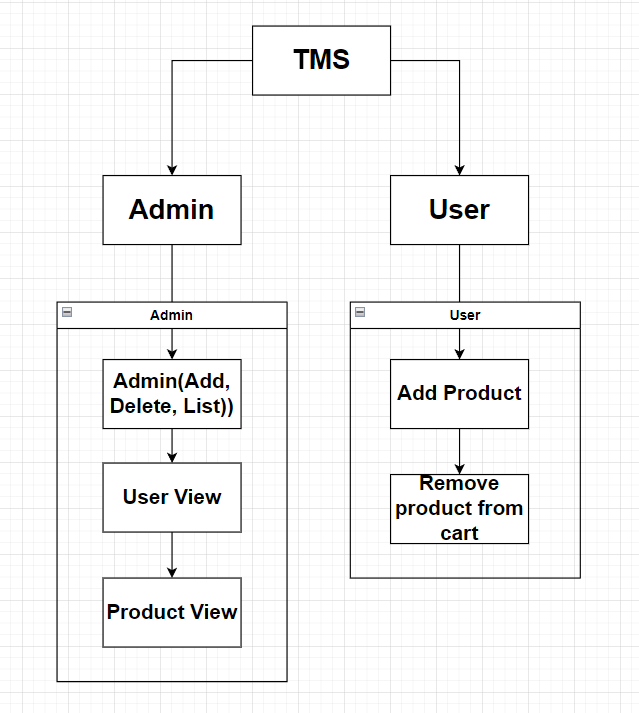 TMS
Admin
User
Admin
User
Admin(Add,
Delete, List))
Add Product
User View
Remove
product from
cart
Product View